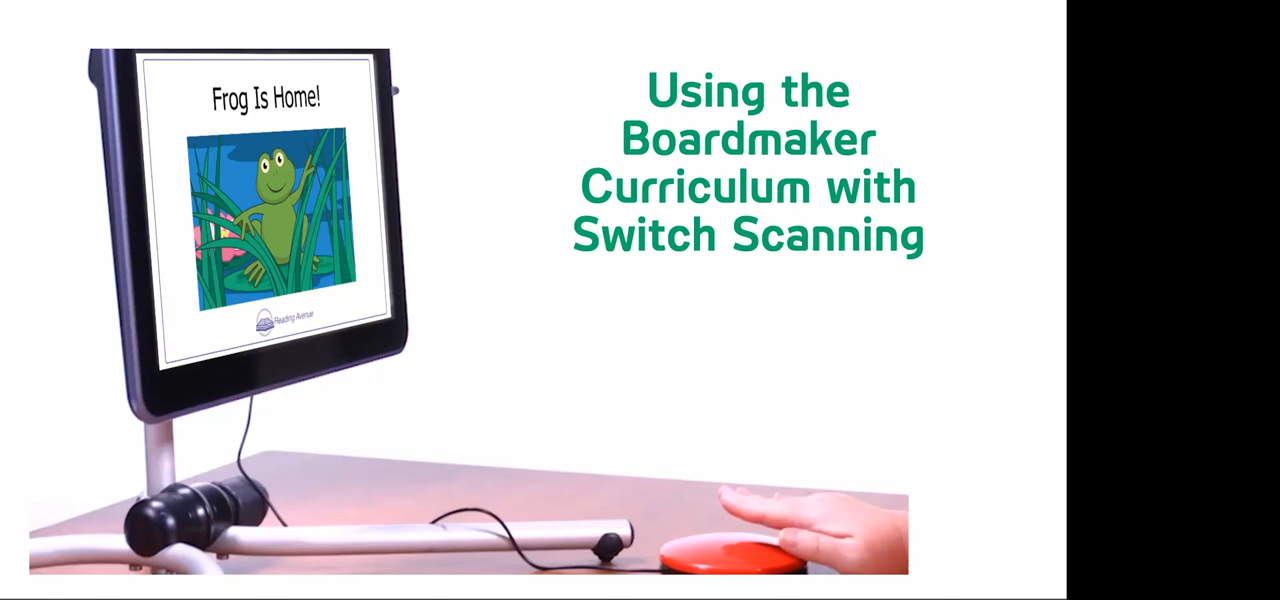 Frog Is Home!
Reading Avenue
Using the
Boardmaker
Curriculum with
Switch Scanning